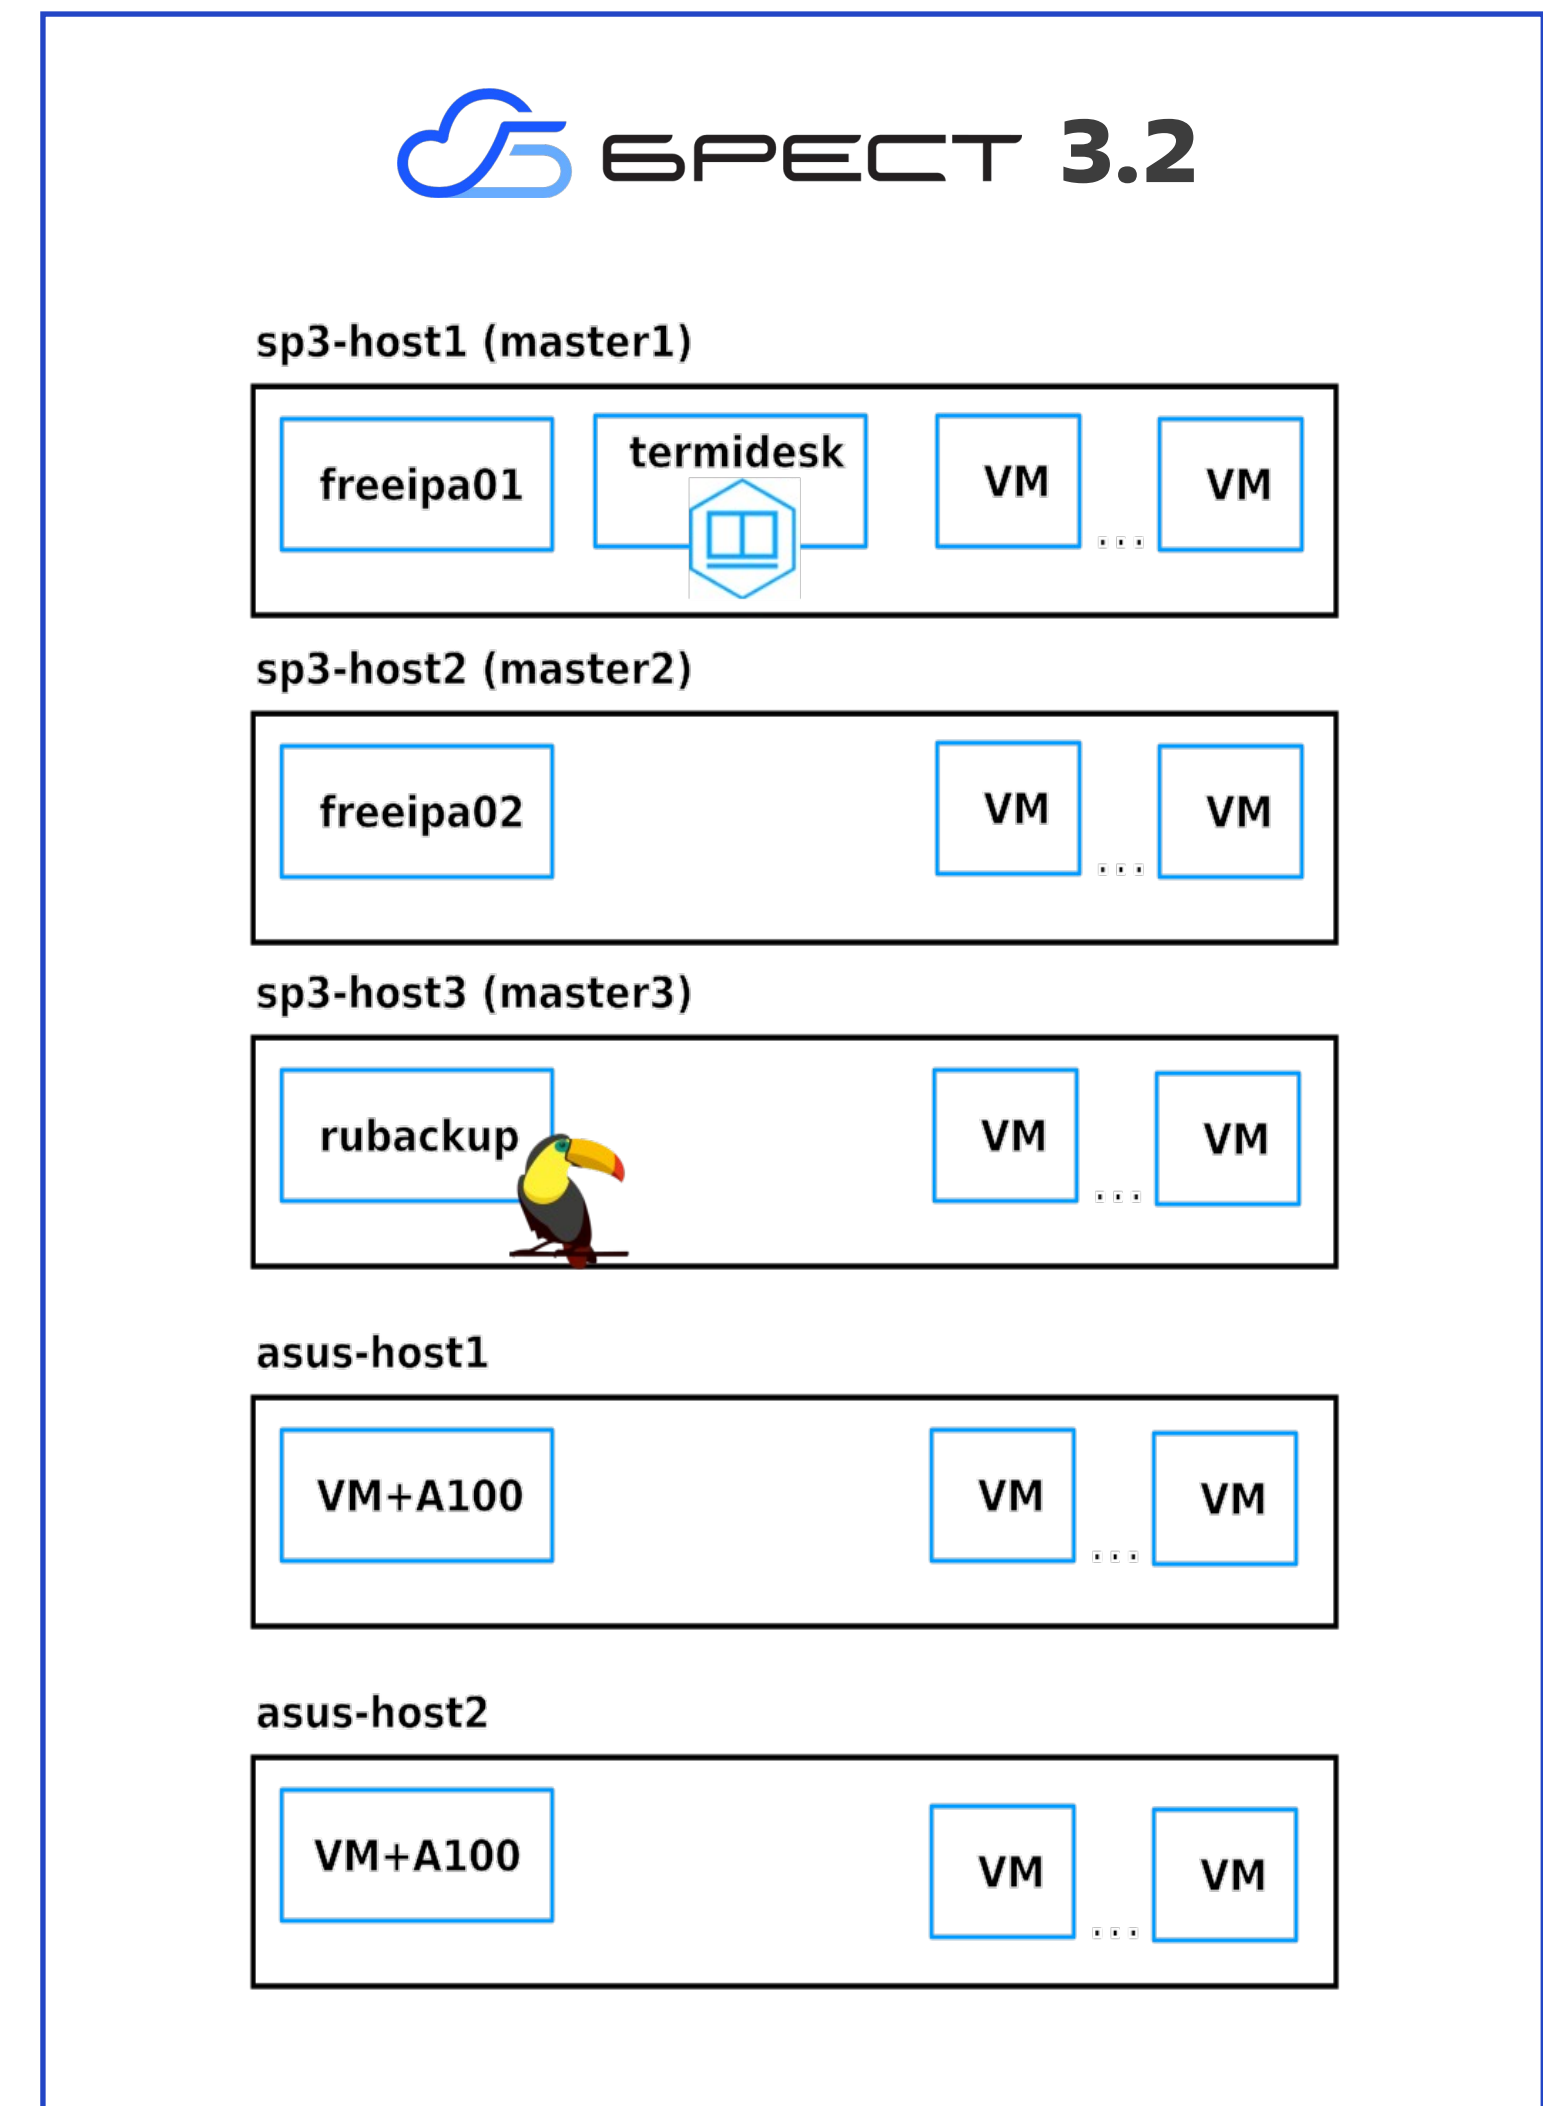 БРЕСТ 3.2
sp3-host1 (master1)
freeipa01 termidesk VM ... VM
sp3-host2 (master2)
freeipa02 VM ... VM
sp3-host3 (master3)
rubackup VM ... VM
asus-host1
VM+A100 VM ... VM
asus-host2
VM+A100 VM ... VM